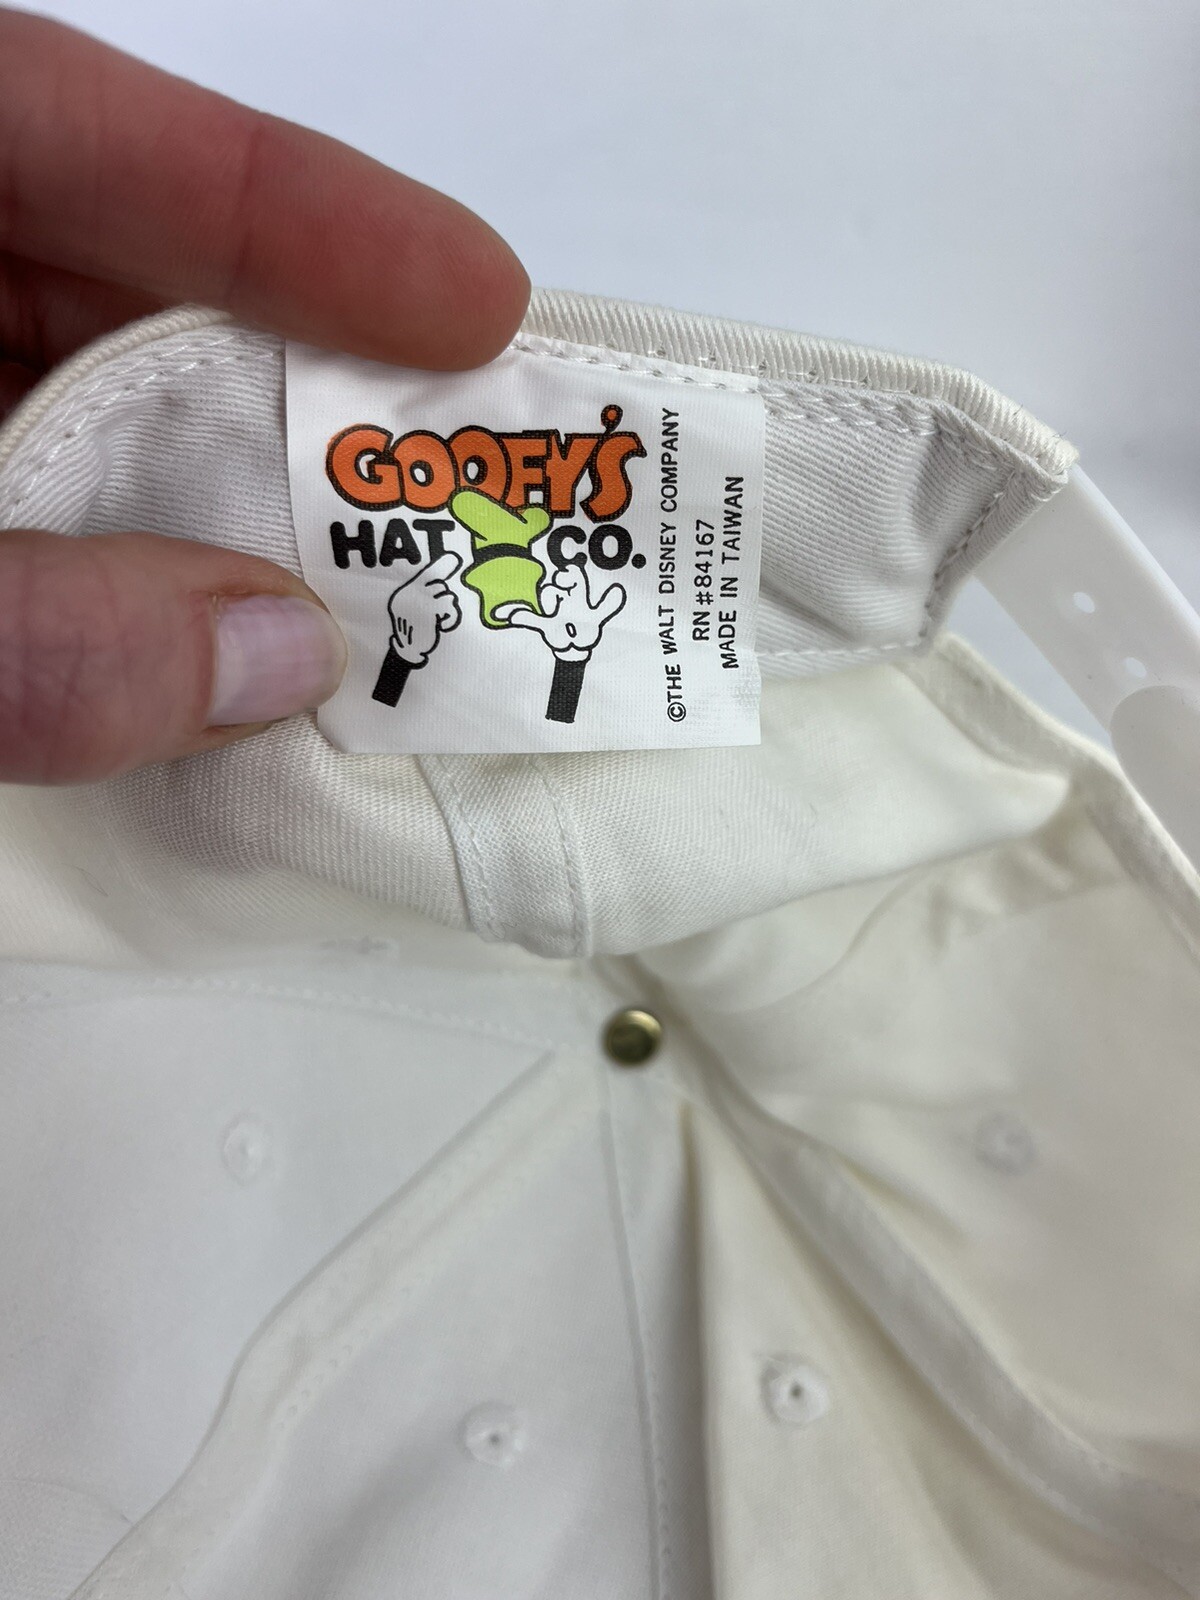 GOOFY'S
HAT CO.
©THE WALT DISNEY COMPANY
RN#84167
MADE IN TAIWAN